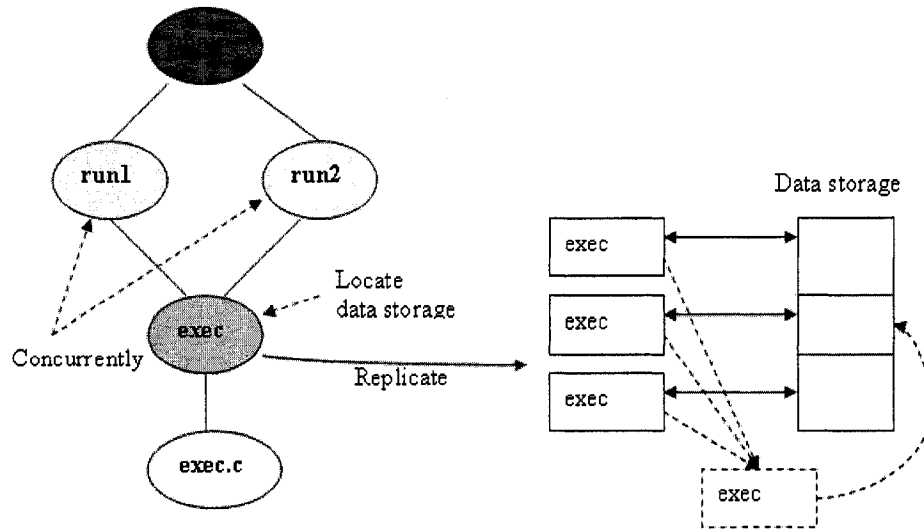 run1
run2
Data storage
exec
Locate
data storage
exec
exec
Concurrently
Replicate
exec
exec.c
exec